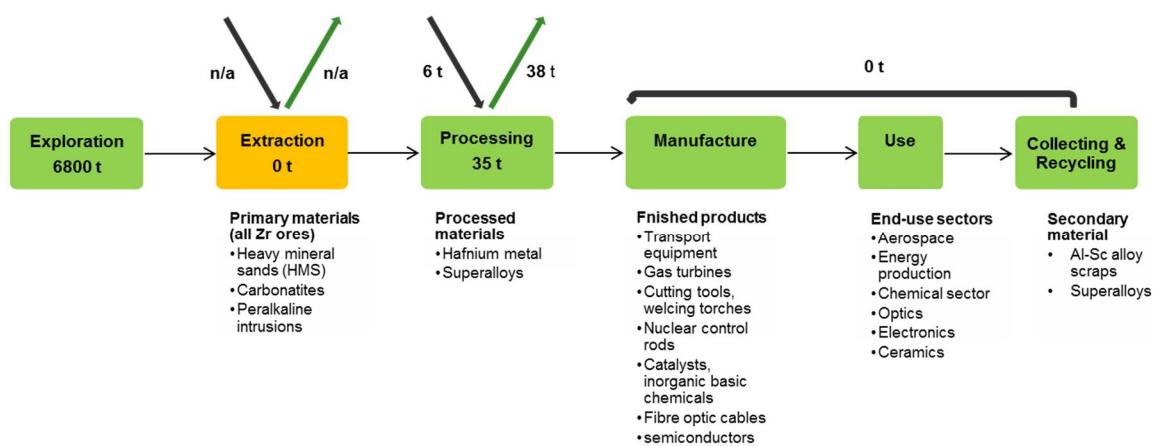 n/a
n/a
6 t
38 t
0 t
Exploration
6800 t
Extraction
0 t
Processing
35 t
Manufacture
Use
Collecting &
Recycling
Primary materials
(all Zr ores)
•Heavy mineral
sands (HMS)
•Carbonatites
•Peralkaline
intrusions
Processed
materials
•Hafnium metal
•Superalloys
Fnished products
•Transport
equipment
•Gas turbines
•Cutting tools,
welcing torches
•Nuclear control
rods
•Catalysts,
inorganic basic
chemicals
•Fibre optic cables
•semiconductors
End-use sectors
•Aerospace
•Energy
production
•Chemical sector
•Optics
•Electronics
•Ceramics
Secondary
material
• Al-Sc alloy
scraps
• Superalloys